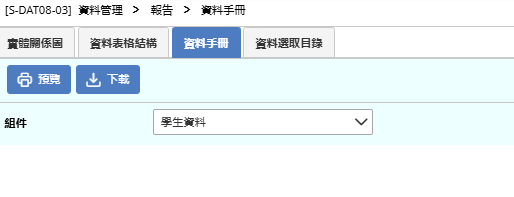 [S-DAT08-03] 資料管理 > 報告 > 資料手冊
實體關係圖 資料表格結構 資料手冊 資料選取目錄
預覽 下載
組件 學生資料